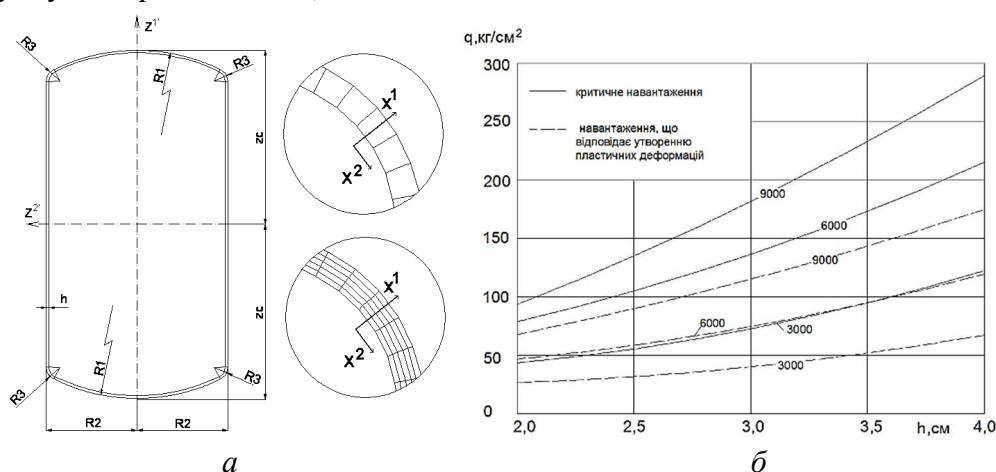 z1'
R3
R3
R1
zc
x1
x2
z2'
h
zc
x1
x2
R1
R3
R3
R2
R2
а
q,кг/см2
300
250
200
150
100
50
0
критичне навантаження
навантаження, що
відповідає утворенню
пластичних деформацій
9000
6000
9000
6000
3000
3000
2,0
2,5
3,0
3,5
h,см
4,0
б